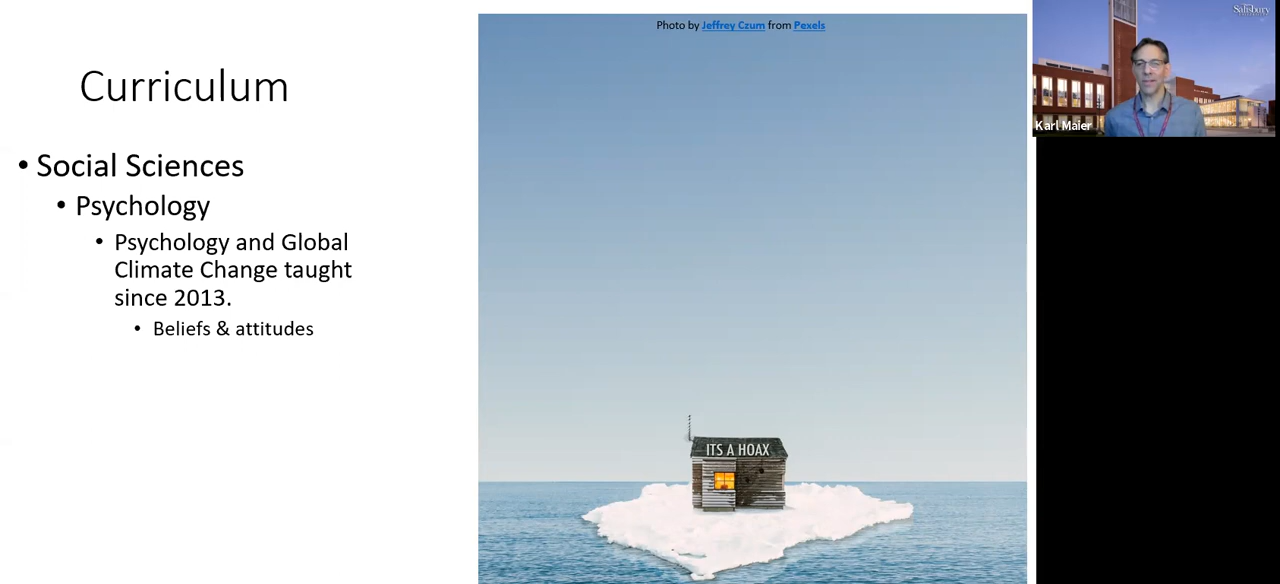 Curriculum
• Social Sciences
• Psychology
• Psychology and Global
Climate Change taught
since 2013.
• Beliefs & attitudes
Photo by Jeffrey Czum from Pexels
ITS A HOAX
Salisbury
Karl Maier